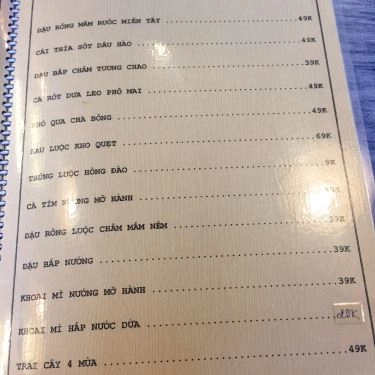 ĐẬU RỒNG MẮM RUỐC MIỀN TÂY ..........49K
CẢI THÌA SỐT DẦU HÀO ..........49K
ĐẬU BẮP CHẤM TƯƠNG CHAO ..........39K
CÀ RỐT DƯA LEO PHÔ MAI ..........49K
KHỔ QUA CHÀ BÔNG ..........49K
RAU LUỘC KHO QUẸT ..........69K
TRỨNG LUỘC HỒNG ĐÀO ..........9K
CÀ TÍM NƯỚNG MỠ HÀNH ..........
ĐẬU RỒNG LUỘC CHẤM MẮM NÊM ..........39K
ĐẬU BẮP NƯỚNG ..........39K
KHOAI MÌ NƯỚNG MỠ HÀNH ..........39K
KHOAI MÌ HẤP NƯỚC DỪA ..........29K
TRÁI CÂY 4 MÙA ..........49K